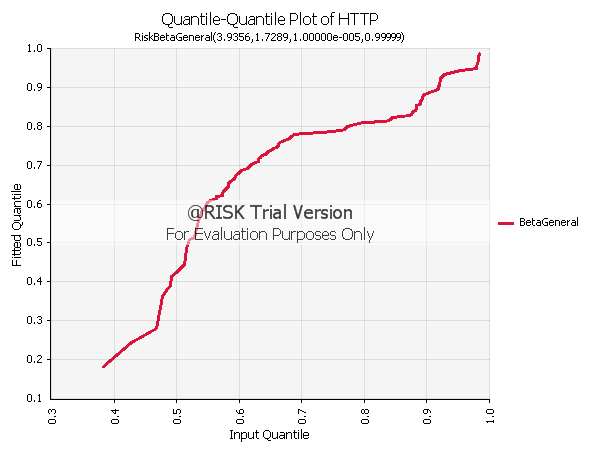 Quantile-Quantile Plot of HTTP
RiskBetaGeneral(3.9356,1.7289,1.00000e-005,0.99999)
1.0
0.9
0.8
0.7
0.6
0.5
0.4
0.3
0.2
0.1
Fitted Quantile
@RISK Trial Version
For Evaluation Purposes Only
BetaGeneral
0.3
0.4
0.5
0.6
0.7
0.8
0.9
1.0
Input Quantile